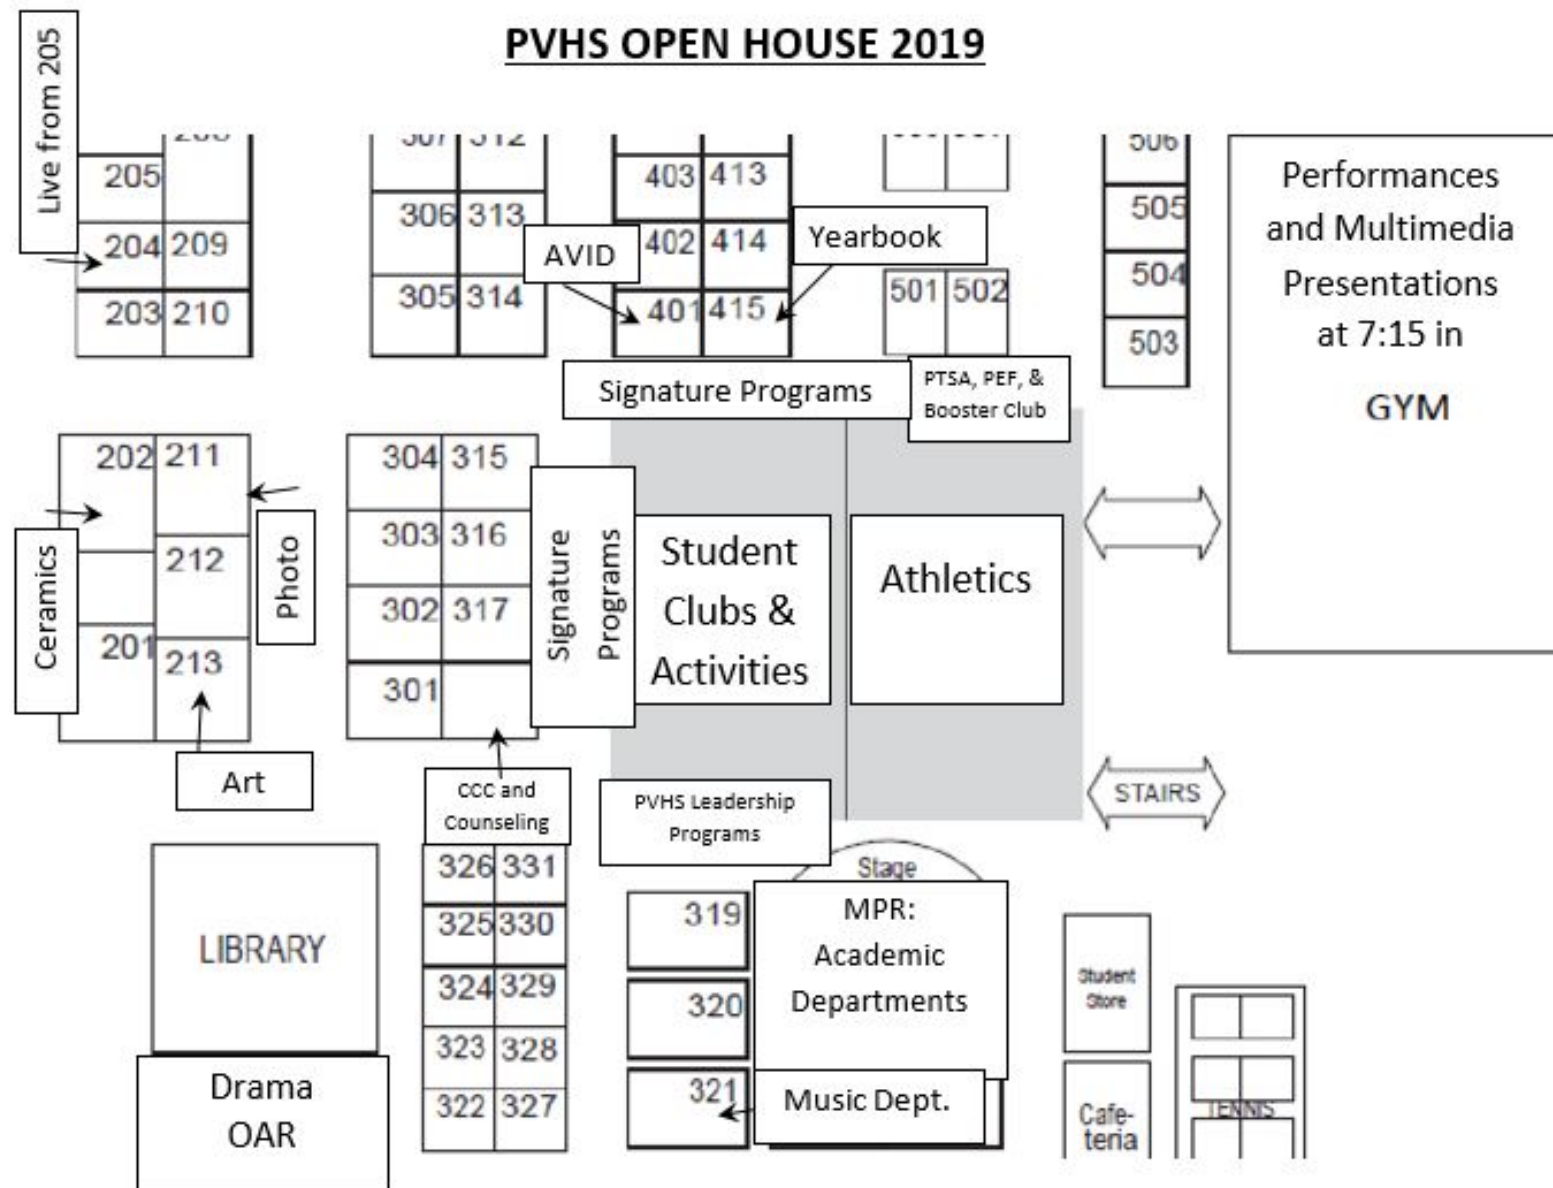 PVHS OPEN HOUSE 2019
Live from 205
205
204 209
203 210
306 313
305 314
403 413
402 414
401 415
AVID
Yearbook
501 502
506
505
504
503
Performances
and Multimedia
Presentations
at 7:15 in
GYM
Signature Programs
PTSA, PEF, &
Booster Club
202 211
212
201
213
Ceramics
Photo
Art
304 315
303 316
302 317
301
Signature
Programs
Student
Clubs &
Activities
Athletics
CCC and
Counseling
PVHS Leadership
Programs
STAIRS
LIBRARY
Drama
OAR
326 331
325 330
324 329
323 328
322 327
319
320
321
Stage
MPR:
Academic
Departments
Music Dept.
Student
Store
Cafe-
teria
TENNIS